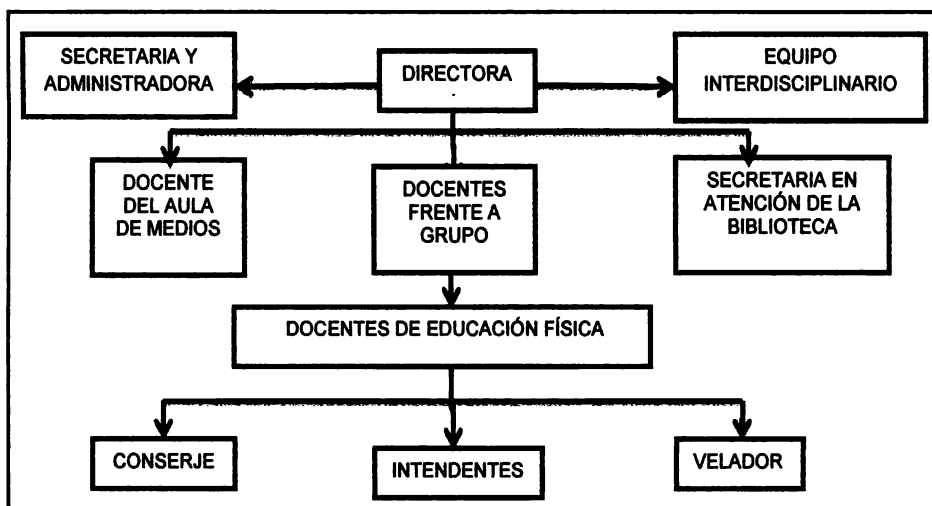 SECRETARIA Y
ADMINISTRADORA
DIRECTORA
EQUIPO
INTERDISCIPLINARIO
DOCENTE
DEL AULA
DE MEDIOS
DOCENTES
FRENTE A
GRUPO
SECRETARIA EN
ATENCIÓN DE LA
BIBLIOTECA
DOCENTES DE EDUCACIÓN FÍSICA
CONSERJE
INTENDENTES
VELADOR